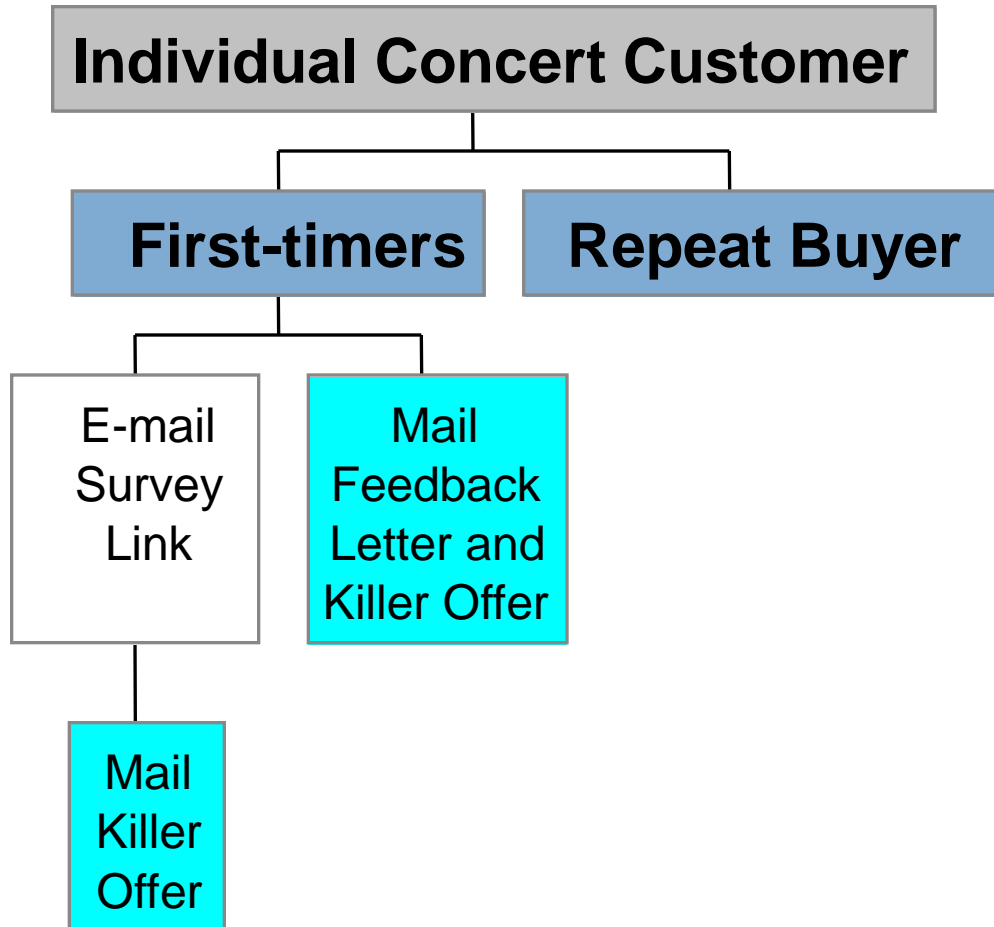 Individual Concert Customer
First-timers
Repeat Buyer
E-mail
Survey
Link
Mail
Feedback
Letter and
Killer Offer
Mail
Killer
Offer